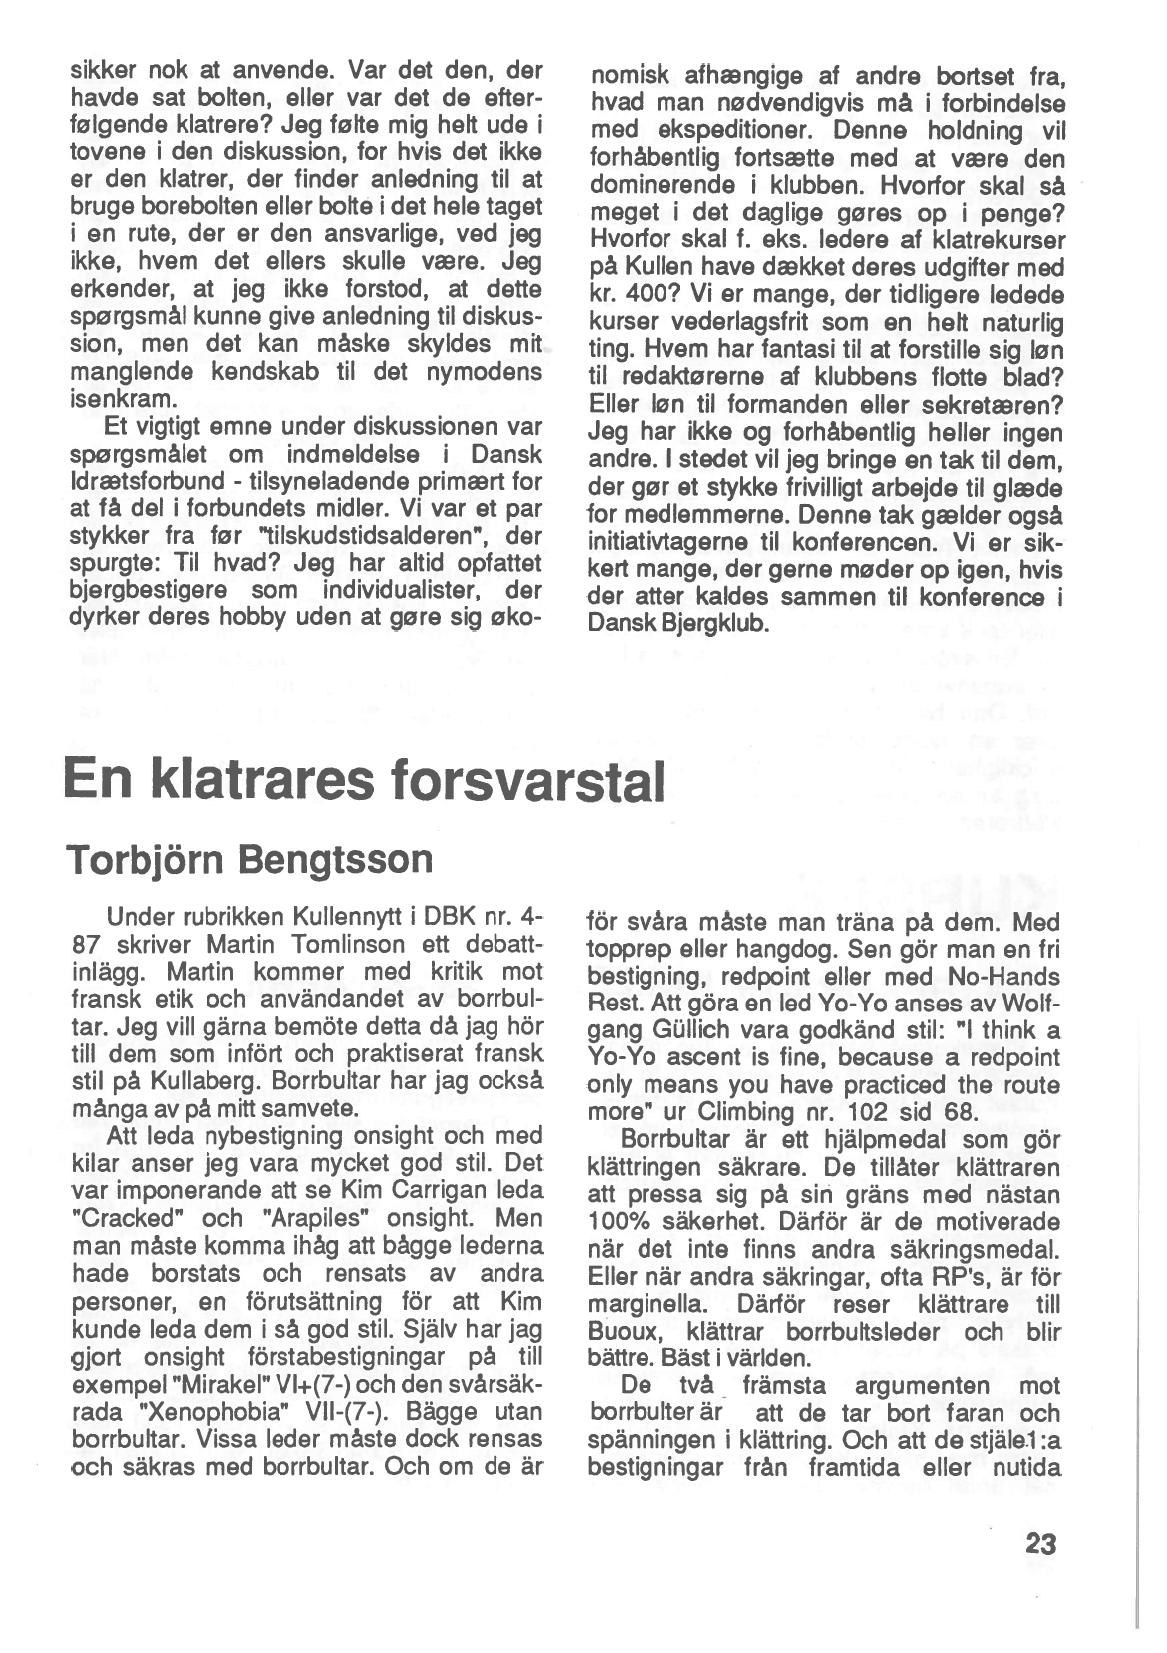 sikker nok at anvende. Var det den, der
havde sat bolten, eller var det de efter-
følgende klatrere? Jeg følte mig helt ude i
tovene i den diskussion, for hvis det ikke
er den klatrer, der finder anledning til at
bruge borebolten eller bolte i det hele taget
i en rute, der er den ansvarlige, ved jeg
ikke, hvem det ellers skulle være. Jeg
erkender, at jeg ikke forstod, at dette
spørgsmål kunne give anledning til diskus-
sion, men det kan måske skyldes mit
manglende kendskab til det nymodens
isenkram.
Et vigtigt emne under diskussionen var
spørgsmålet om indmeldelse i Dansk
Idrætsforbund - tilsyneladende primært for
at få del i forbundets midler. Vi var et par
stykker fra før "tilskudstidsalderen", der
spurgte: Til hvad? Jeg har altid opfattet
bjergbestigere som individualister, der
dyrker deres hobby uden at gøre sig øko-
nomisk afhængige af andre bortset fra,
hvad man nødvendigvis må i forbindelse
med ekspeditioner. Denne holdning vil
forhåbentlig fortsætte med at være den
dominerende i klubben. Hvorfor skal så
meget i det daglige gøres op i penge?
Hvorfor skal f. eks. ledere af klatrekurser
på Kullen have dækket deres udgifter med
kr. 400? Vi er mange, der tidligere ledede
kurser vederlagsfrit som en helt naturlig
ting. Hvem har fantasi til at forstille sig løn
til redaktørerne af klubbens flotte blad?
Eller løn til formanden eller sekretæren?
Jeg har ikke og forhåbentlig heller ingen
andre. I stedet vil jeg bringe en tak til dem,
der gør et stykke frivilligt arbejde til glæde
for medlemmerne. Denne tak gælder også
initiativtagerne til konferencen. Vi er sik-
kert mange, der gerne møder op igen, hvis
der atter kaldes sammen til konference i
Dansk Bjergklub.
En klatrares forsvarstal
Torbjörn Bengtsson
Under rubrikken Kullennytt i DBK nr. 4-
87 skriver Martin Tomlinson ett debatt-
inlägg. Martin kommer med kritik mot
fransk etik och användandet av borrbul-
tar. Jeg vill gärna bemöte detta då jag hör
till dem som infört och praktiserat fransk
stil på Kullaberg. Borrbultar har jag också
många av på mitt samvete.
Att leda nybestigning onsight och med
kilar anser jeg vara mycket god stil. Det
var imponerande att se Kim Carrigan leda
"Cracked" och "Arapiles" onsight. Men
man måste komma ihåg att bågge lederna
hade borstats och rensats av andra
personer, en förutsättning för att Kim
kunde leda dem i så god stil. Själv har jag
gjort onsight förstabestigningar på till
exempel "Mirakel" VI+(7-) och den svårsäk-
rada "Xenophobia" VII-(7-). Bägge utan
borrbultar. Vissa leder måste dock rensas
och säkras med borrbultar. Och om de är
för svåra måste man träna på dem. Med
topprep eller hangdog. Sen gör man en fri
bestigning, redpoint eller med No-Hands
Rest. Att göra en led Yo-Yo anses av Wolf-
gang Güllich vara godkänd stil: "I think a
Yo-Yo ascent is fine, because a redpoint
only means you have practiced the route
more" ur Climbing nr. 102 sid 68.
Borrbultar är ett hjälpmedal som gör
klättringen säkrare. De tillåter klättraren
att pressa sig på sin gräns med nästan
100% säkerhet. Därför är de motiverade
när det inte finns andra säkringsmedal.
Eller när andra säkringar, ofta RP's, är för
marginella. Därför reser klättrare till
Buoux, klättrar borrbultsleder och blir
bättre. Bäst i världen.
De två främsta argumenten mot
borrbulter är att de tar bort faran och
spänningen i klättring. Och att de stjäle.1:a
bestigningar från framtida eller nutida
23